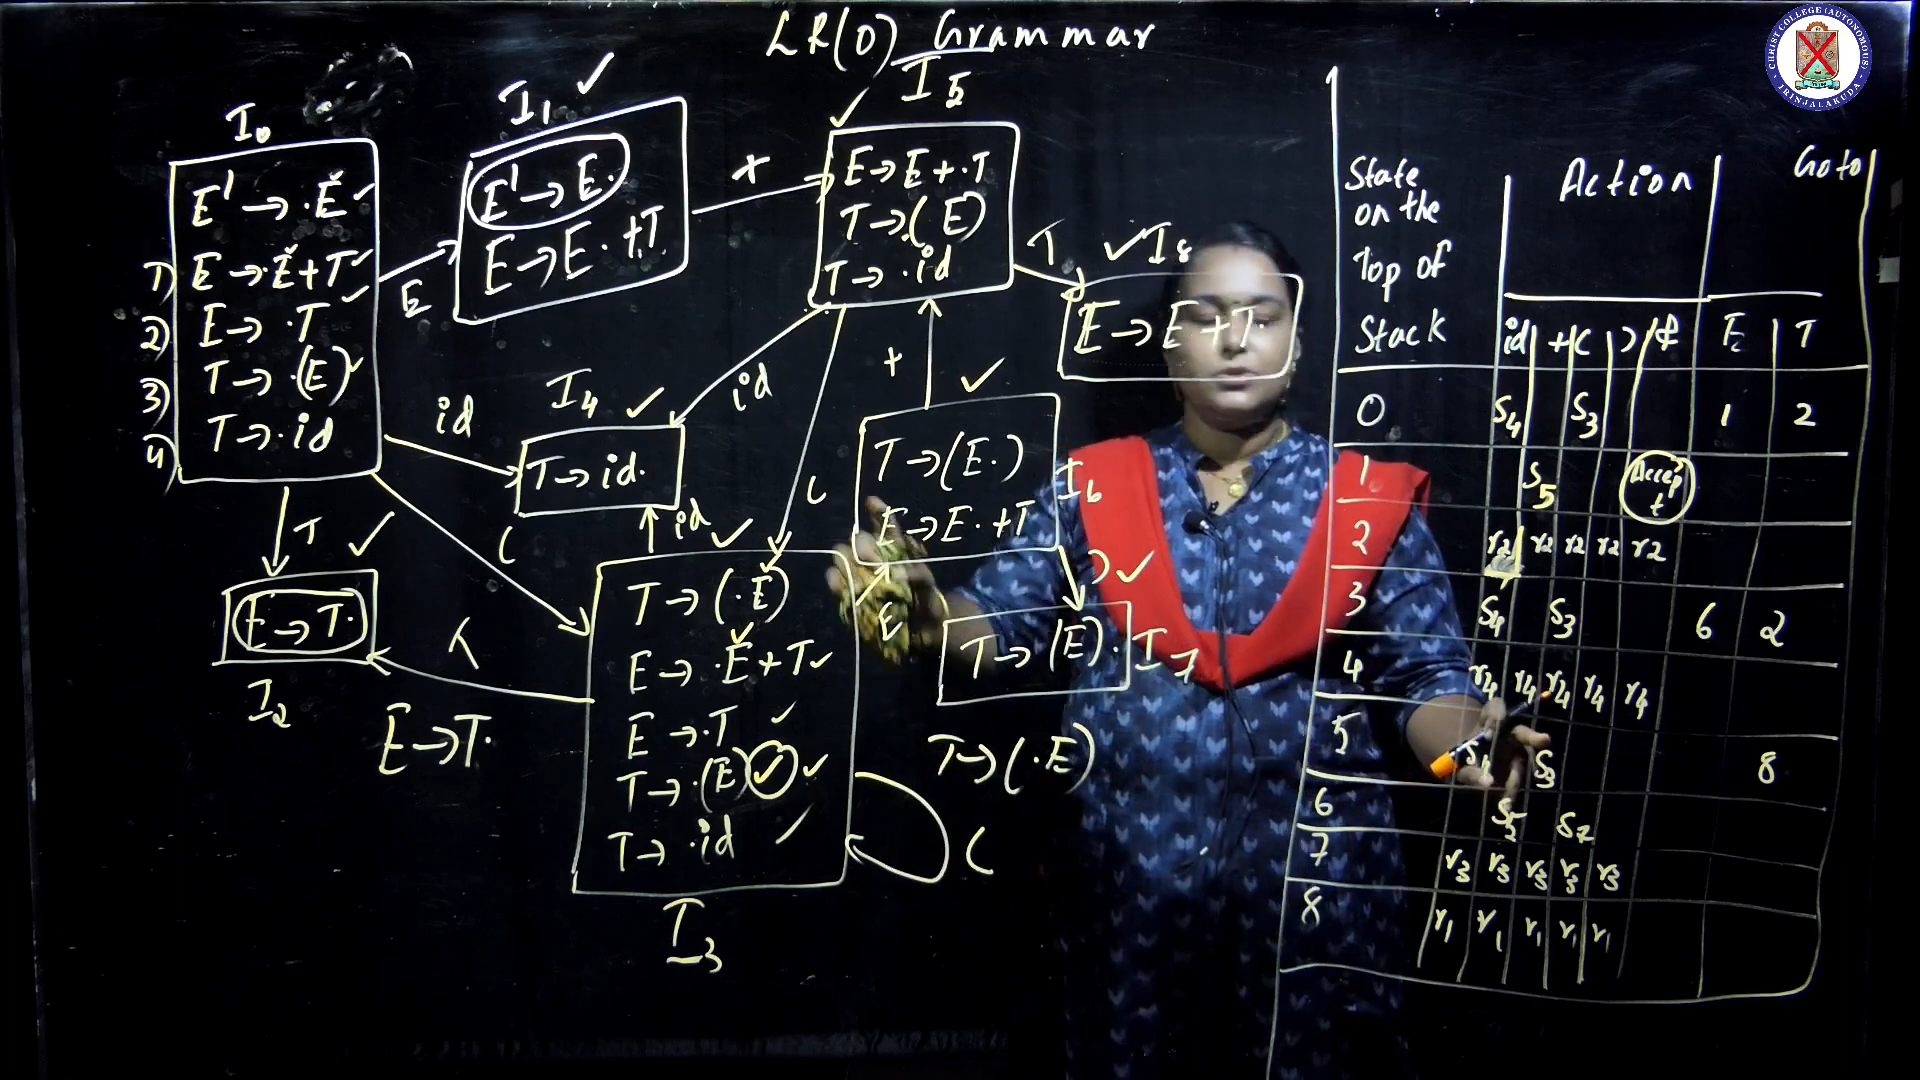 LR(0) Grammar
I0
E' → .E
1) E → .E+T
2) E → .T
3) T → .(E)
4) T → .id
E
I1
E' → E.
E → E. +T
+
I5
E → E + .T
T → .(E)
T → .id
T
I8
E → E +T
id
I4
T → id.
id
(
+
T → (E.)
E → E. +T
I6
)
T → (E).
I7
T
E → T.
I2
(
id
T
E → T.
T → (.E)
E → .E+T
E → .T
T → .(E)
T → .id
I3
E
T → (.E)
(
State on the Top of Stack
Action
Goto
id + ( ) $ E T
0 S4 S3 1 2
1 S5 Accept
2 r2 r2 r2 r2 r2
3 S4 S3 6 2
4 r4 r4 r4 r4 r4
5 S4 S3 8
6 S5 S7
7 r3 r3 r3 r3 r3
8 r1 r1 r1 r1 r1
CHRIST COLLEGE (AUTONOMOUS)
IRINJALAKUDA